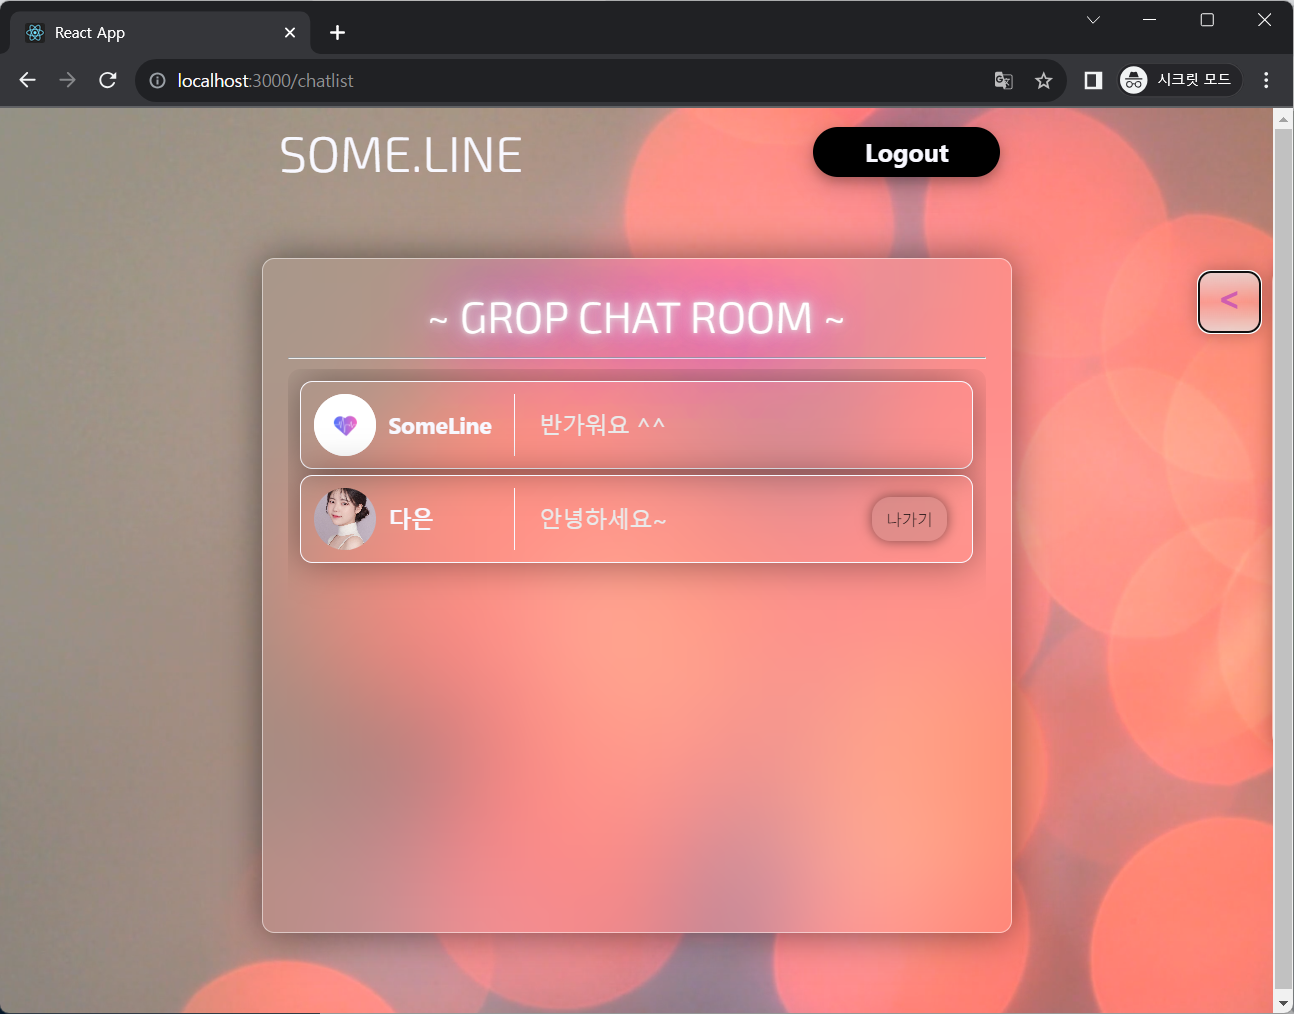 React App
localhost:3000/chatlist
시크릿 모드
SOME.LINE
Logout
~ GROP CHAT ROOM ~
<
SomeLine
반가워요 ^^
다은
안녕하세요~
나가기